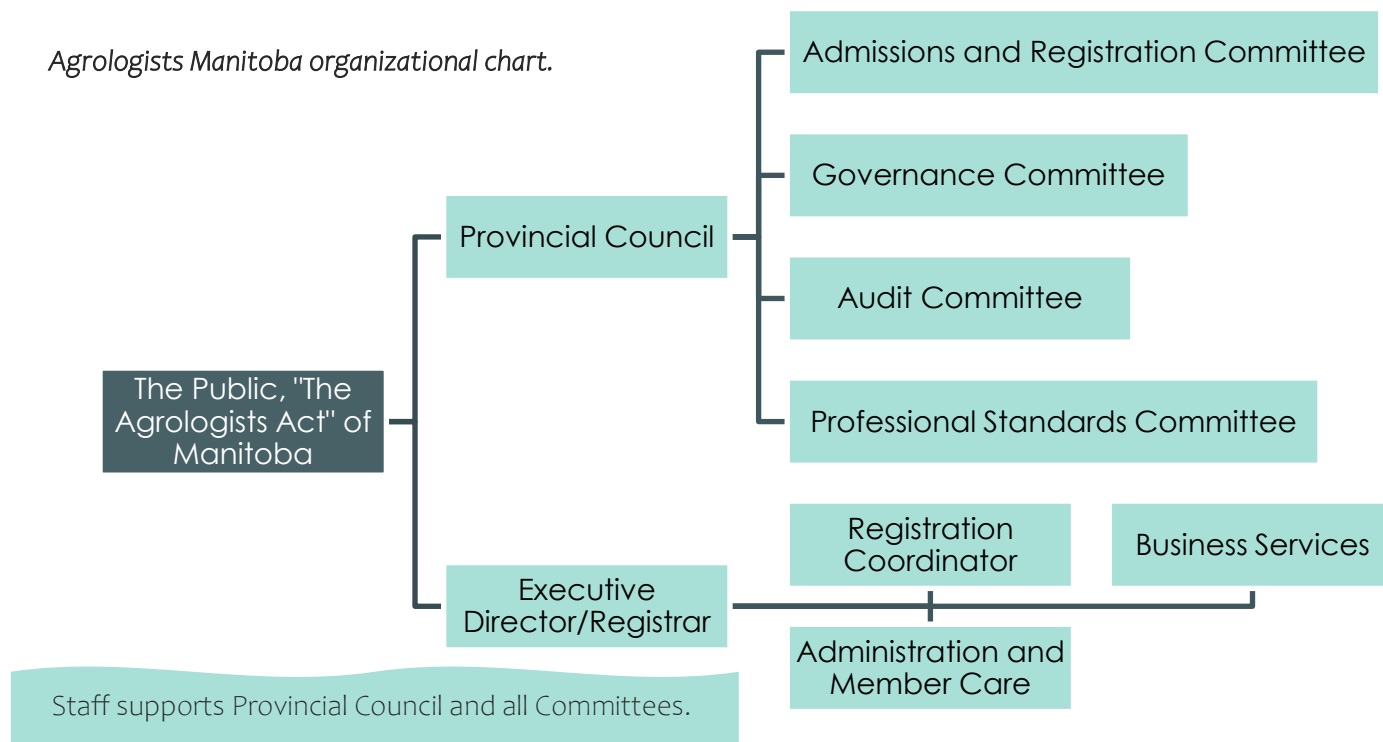 Agrologists Manitoba organizational chart.
Admissions and Registration Committee
Governance Committee
Provincial Council
Audit Committee
The Public, "The
Agrologists Act" of
Manitoba
Professional Standards Committee
Registration
Coordinator
Business Services
Executive
Director/Registrar
Administration and
Member Care
Staff supports Provincial Council and all Committees.